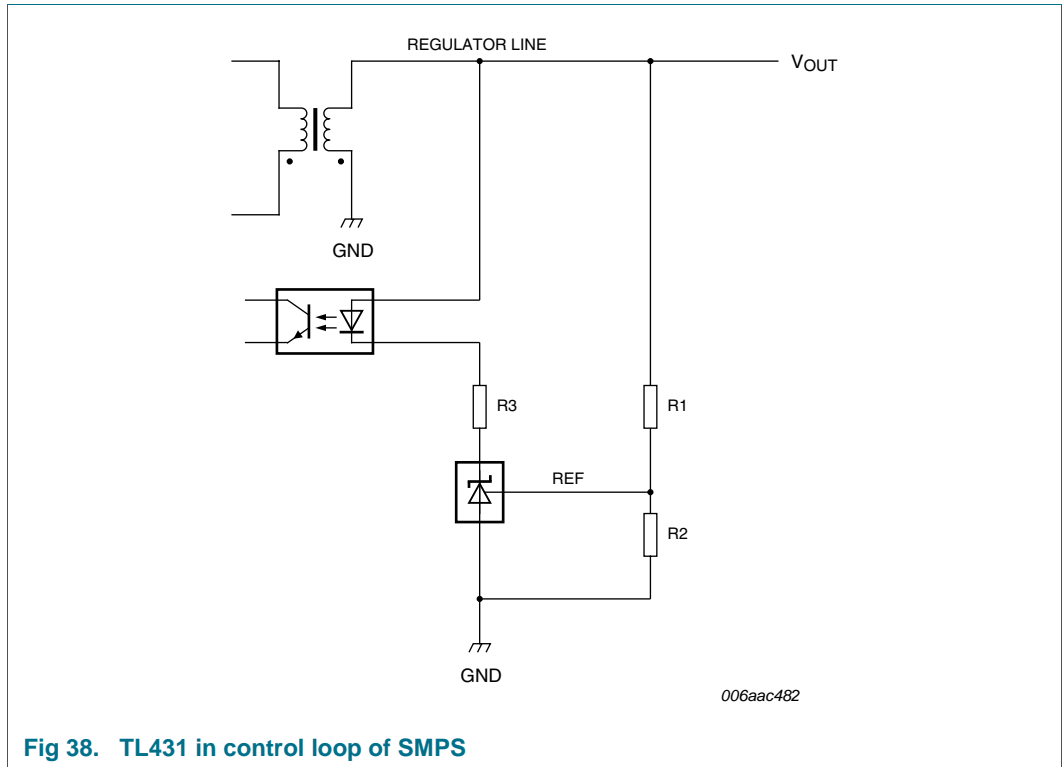 REGULATOR LINE
VOUT
GND
R3
R1
REF
R2
GND
006aac482
Fig 38. TL431 in control loop of SMPS